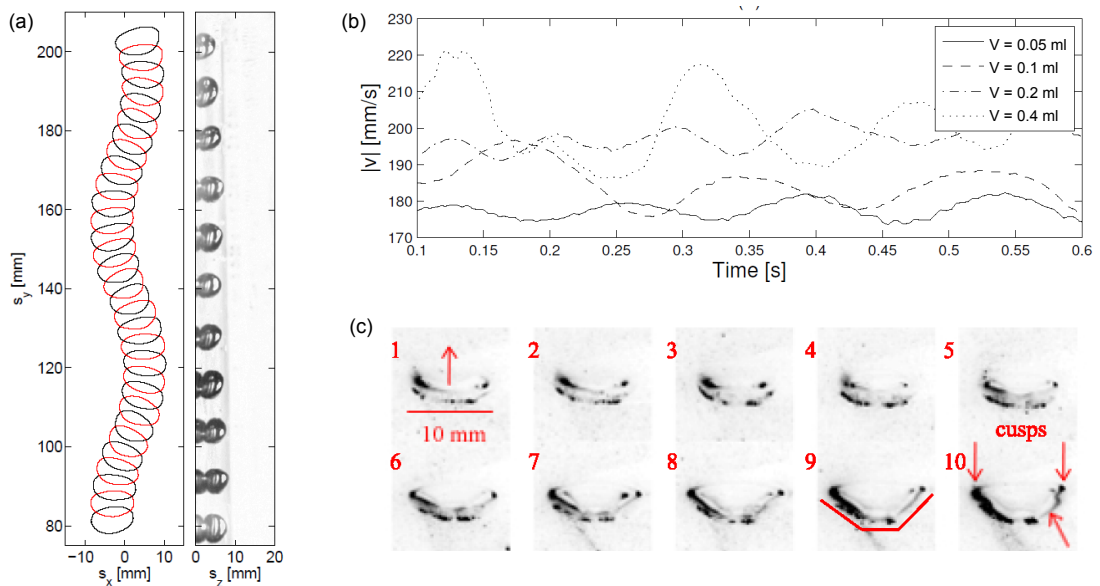 (a)
200
180
160
140
120
100
80
s_y [mm]
−10 0 10
s_x [mm]
0 10 20
s_z [mm]
(b)
230
220
210
200
190
180
170
|v| [mm/s]
0.1 0.15 0.2 0.25 0.3 0.35 0.4 0.45 0.5 0.55 0.6
Time [s]
V = 0.05 ml
V = 0.1 ml
V = 0.2 ml
V = 0.4 ml
(c)
1 2 3 4 5
10 mm
cusps
6 7 8 9 10